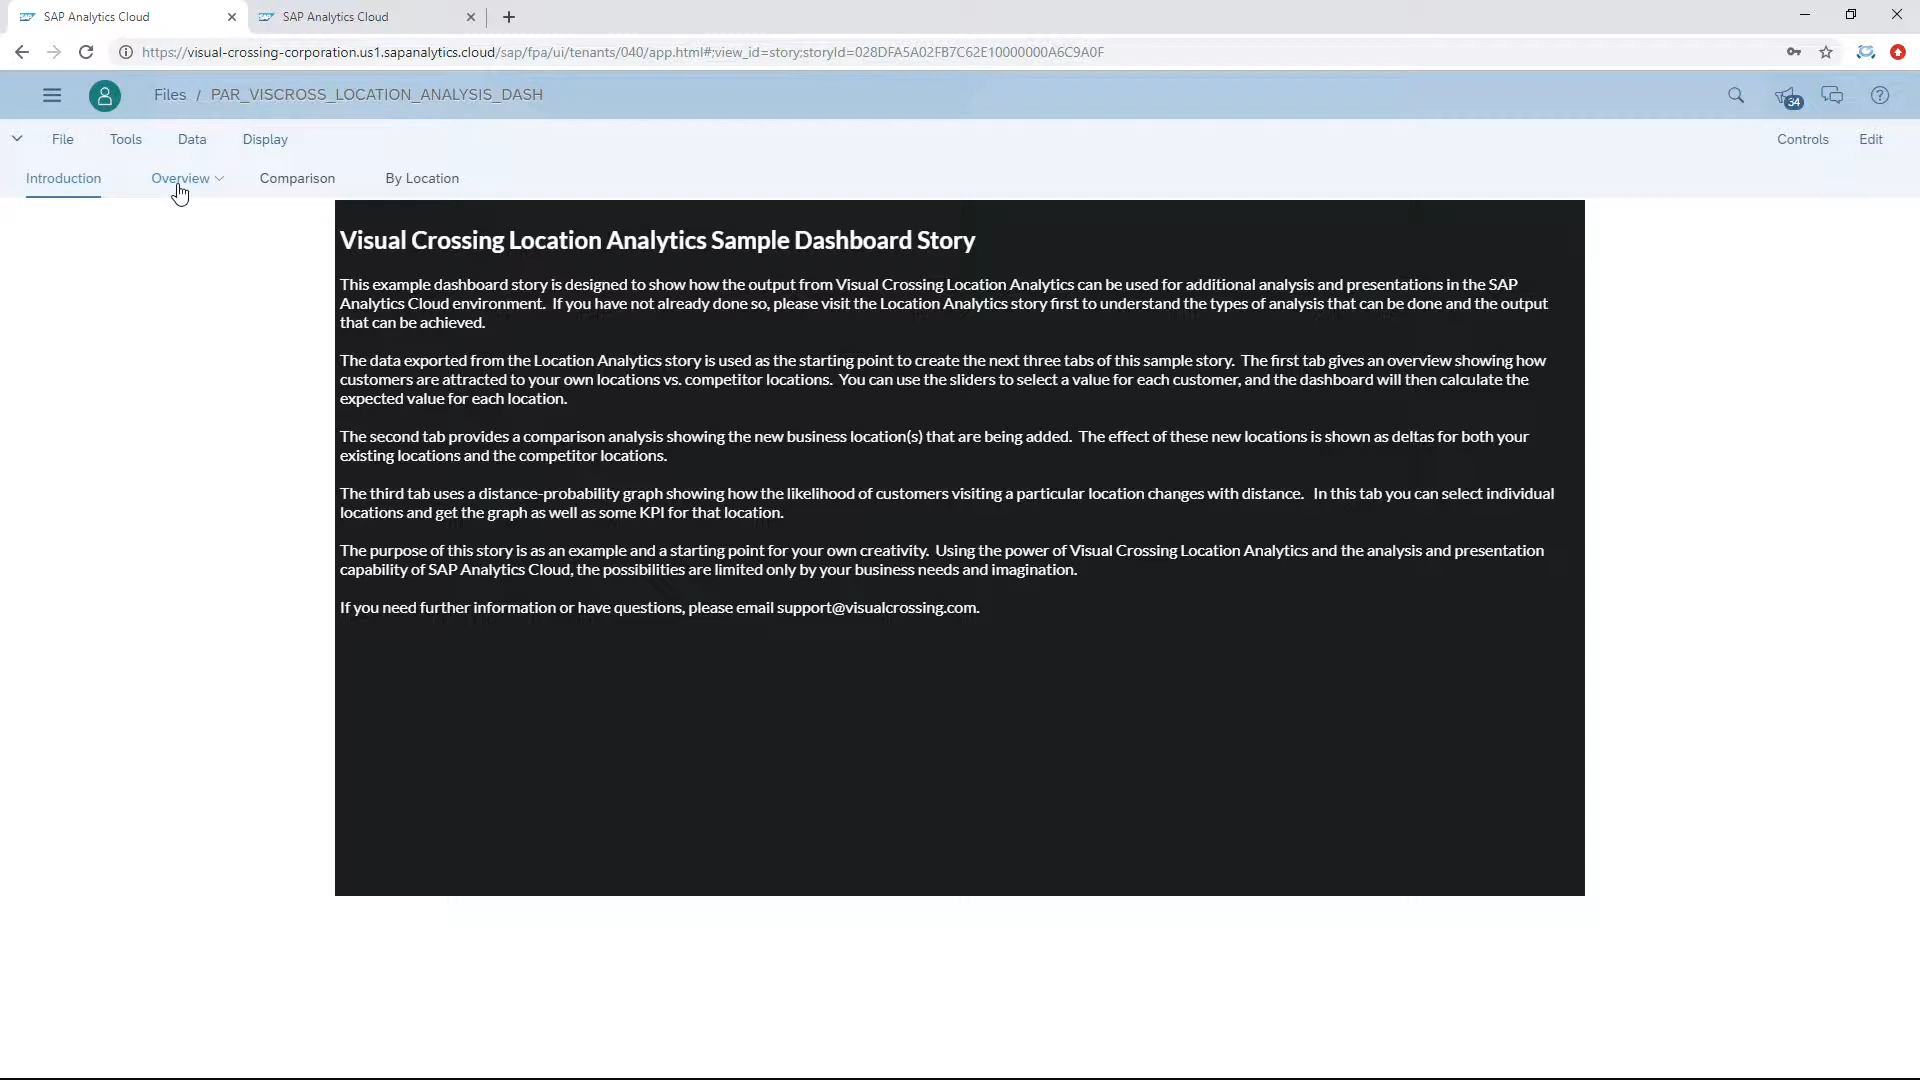 SAP Analytics Cloud
SAP Analytics Cloud
https://visual-crossing-corporation.us1.sapanalytics.cloud/sap/fpa/ui/tenants/040/app.html#;view_id=story;storyId=028DFA5A02FB7C62E10000000A6C9A0F
Files / PAR_VISCROSS_LOCATION_ANALYSIS_DASH
34
File Tools Data Display Controls Edit
Introduction Overview Comparison By Location
Visual Crossing Location Analytics Sample Dashboard Story
This example dashboard story is designed to show how the output from Visual Crossing Location Analytics can be used for additional analysis and presentations in the SAP
Analytics Cloud environment. If you have not already done so, please visit the Location Analytics story first to understand the types of analysis that can be done and the output
that can be achieved.
The data exported from the Location Analytics story is used as the starting point to create the next three tabs of this sample story. The first tab gives an overview showing how
customers are attracted to your own locations vs. competitor locations. You can use the sliders to select a value for each customer, and the dashboard will then calculate the
expected value for each location.
The second tab provides a comparison analysis showing the new business location(s) that are being added. The effect of these new locations is shown as deltas for both your
existing locations and the competitor locations.
The third tab uses a distance-probability graph showing how the likelihood of customers visiting a particular location changes with distance. In this tab you can select individual
locations and get the graph as well as some KPI for that location.
The purpose of this story is as an example and a starting point for your own creativity. Using the power of Visual Crossing Location Analytics and the analysis and presentation
capability of SAP Analytics Cloud, the possibilities are limited only by your business needs and imagination.
If you need further information or have questions, please email support@visualcrossing.com.